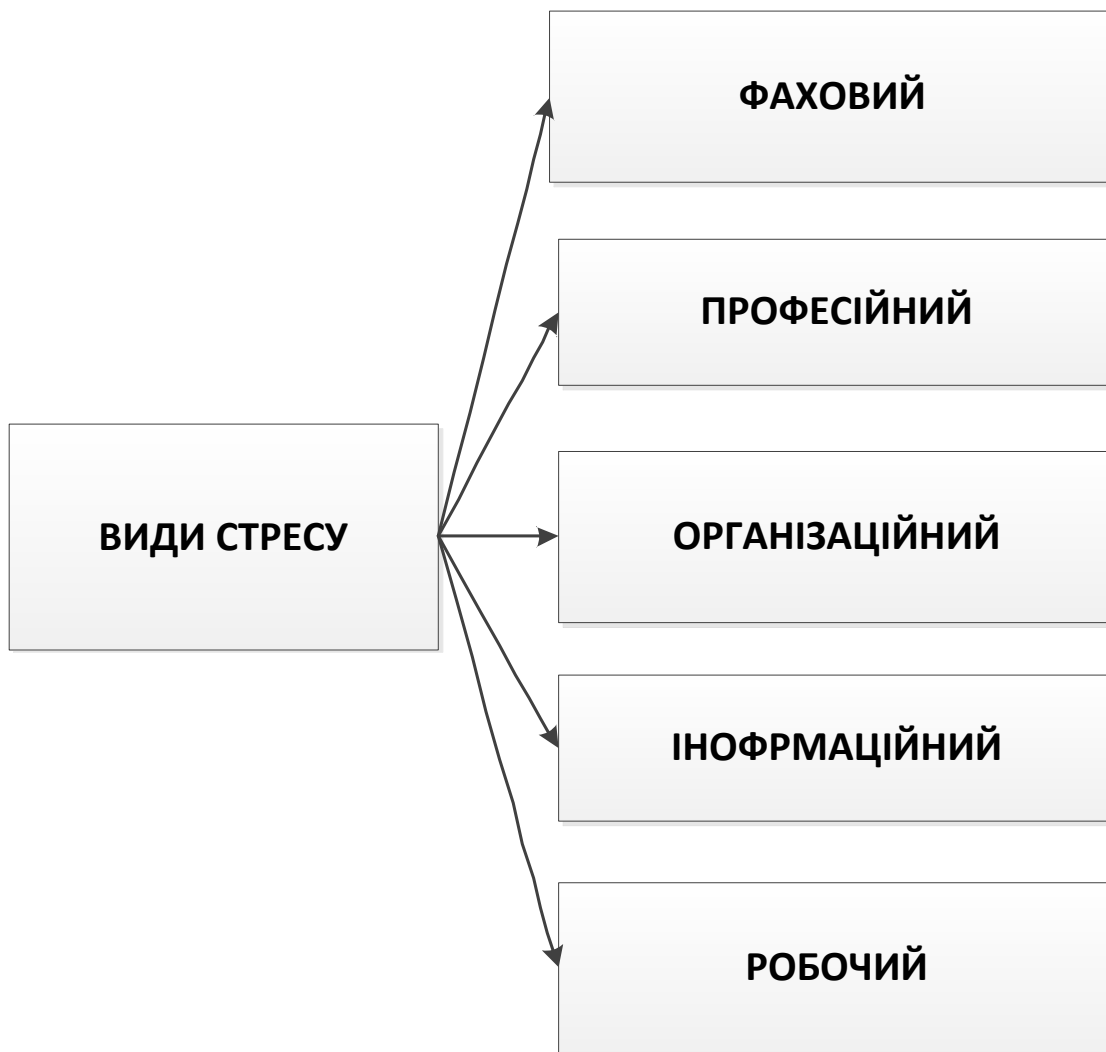 ФАХОВИЙ
ПРОФЕСІЙНИЙ
ВИДИ СТРЕСУ
ОРГАНІЗАЦІЙНИЙ
ІНОФРМАЦІЙНИЙ
РОБОЧИЙ